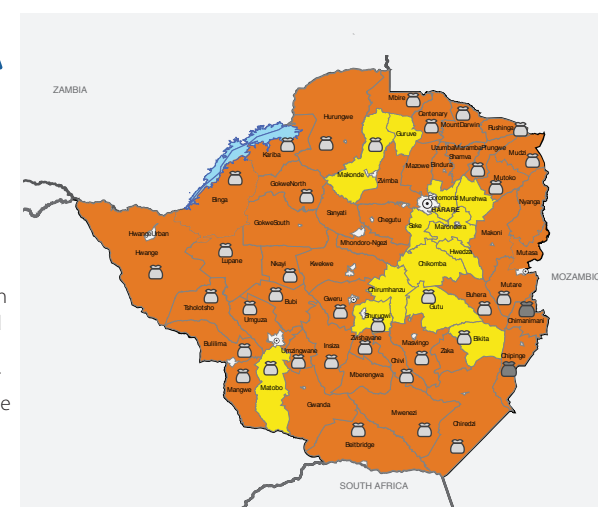 ZAMBIA
Mbire
Centenary
Hurungwe
MountDarwin
Rushinga
Guruve
UzumbaMarambaPfungwe
Mudzi
Kariba
Shamva
Mazowe
Bindura
Makonde
Zvimba
Mutoko
GokweNorth
Goromonzi
Murehwa
Binga
HARARE
Nyanga
Sanyati
Chegutu
GokweSouth
Seke
Marondera
Makoni
HwangeUrban
Mhondoro-Ngezi
Hwange
Hwedza
Mutasa
Lupane
Nkayi
Kwekwe
Chikomba
MOZAMBIC
Chirumhanzu
Mutare
Tsholotsho
Bubi
Gweru
Buhera
Gutu
Umguza
Shurugwi
Chimanimani
Zvishavane
Bulilima
Insiza
Masvingo
Bikita
Umzingwane
Zaka
Chipinge
Chivi
Mberengwa
Mangwe
Matobo
Gwanda
Mwenezi
Chiredzi
Beitbridge
SOUTH AFRICA